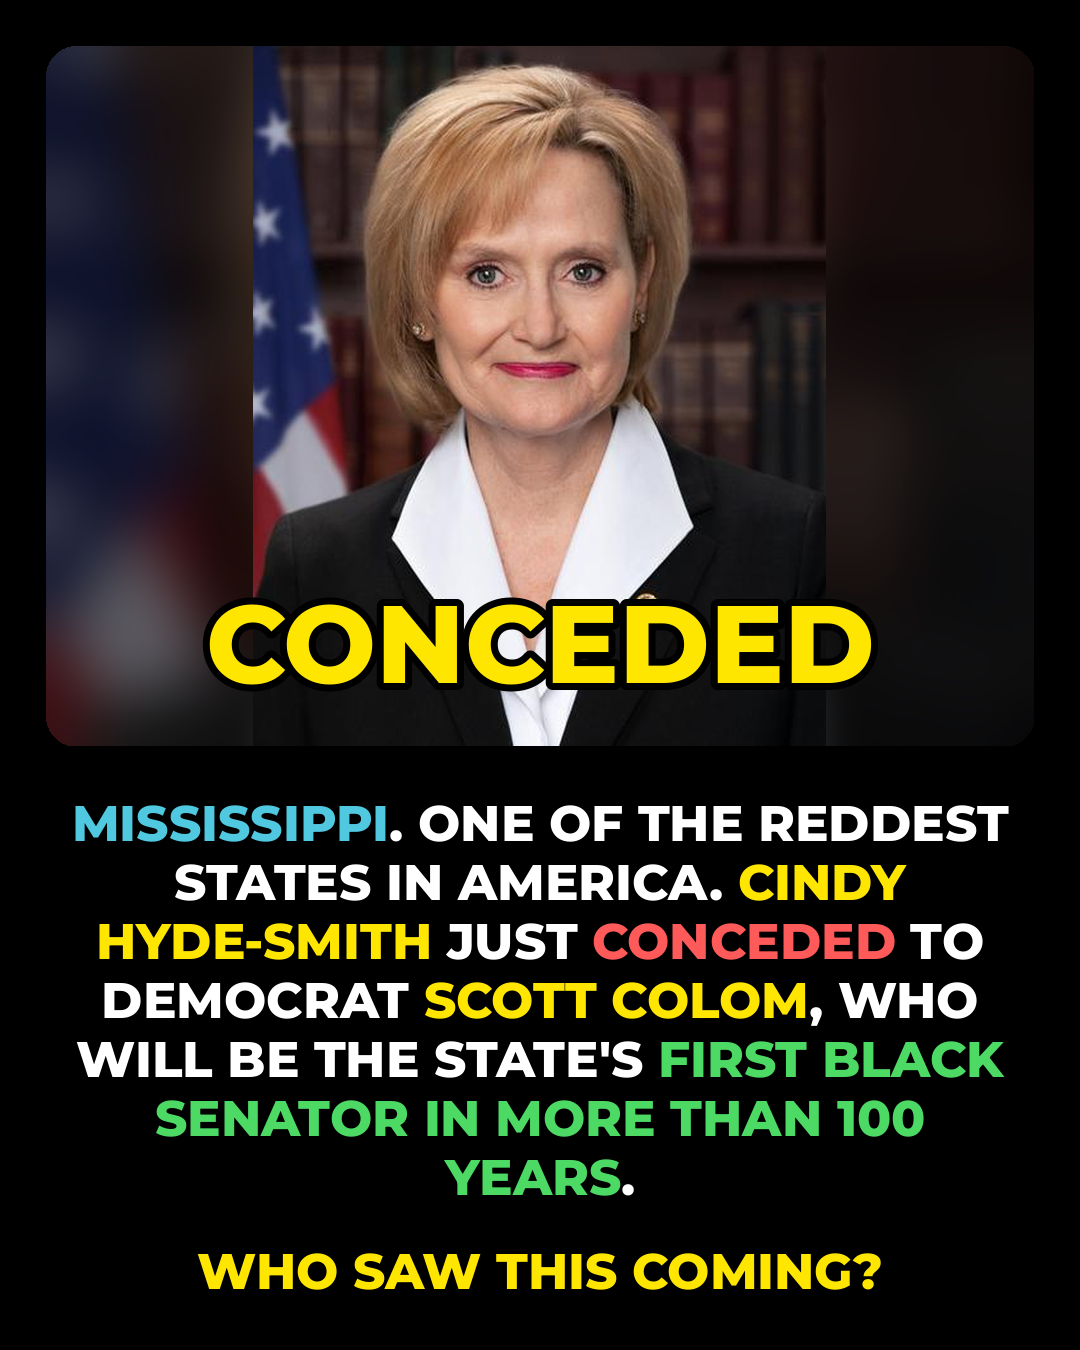 CONCEDED
MISSISSIPPI. ONE OF THE REDDEST
STATES IN AMERICA. CINDY
HYDE-SMITH JUST CONCEDED TO
DEMOCRAT SCOTT COLOM, WHO
WILL BE THE STATE'S FIRST BLACK
SENATOR IN MORE THAN 100
YEARS.
WHO SAW THIS COMING?